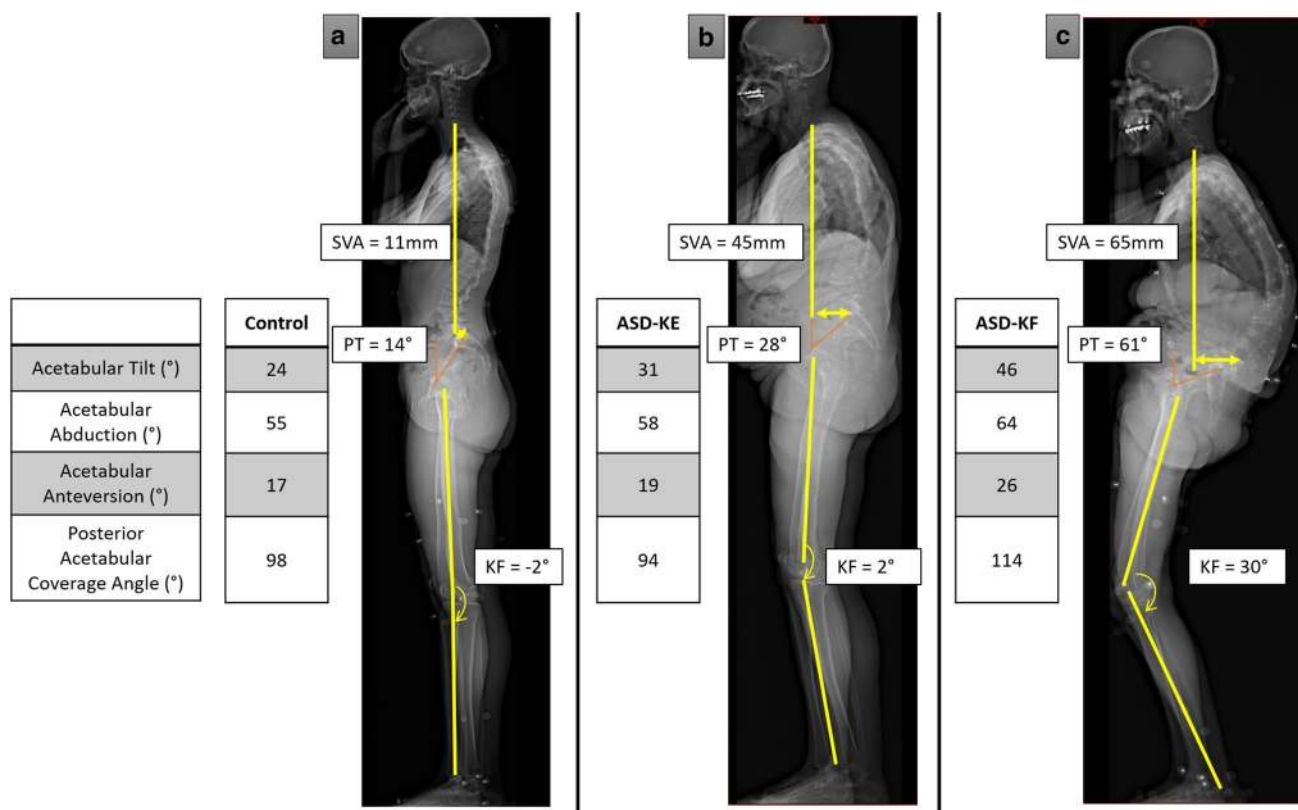 a
SVA = 11mm
PT = 14°
KF = -2°
Control
Acetabular Tilt (°)
24
Acetabular
Abduction (°)
55
Acetabular
Anteversion (°)
17
Posterior
Acetabular
Coverage Angle (°)
98
b
SVA = 45mm
PT = 28°
KF = 2°
ASD-KE
31
58
19
94
c
SVA = 65mm
PT = 61°
KF = 30°
ASD-KF
46
64
26
114